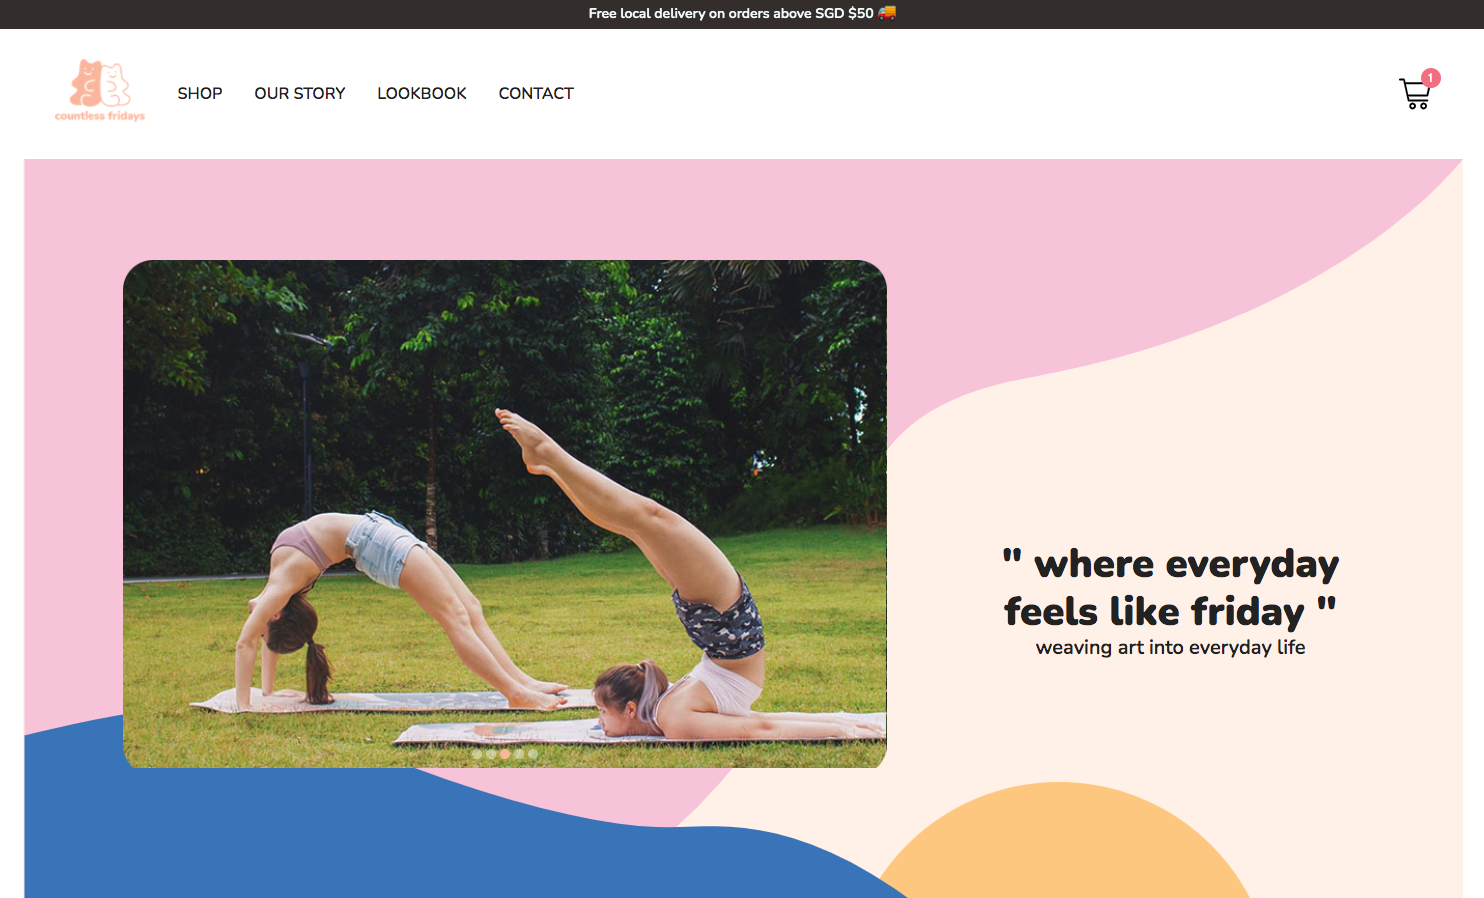 Free local delivery on orders above SGD $50 🚚
countless fridays
SHOP
OUR STORY
LOOKBOOK
CONTACT
1
" where everyday
feels like friday "
weaving art into everyday life